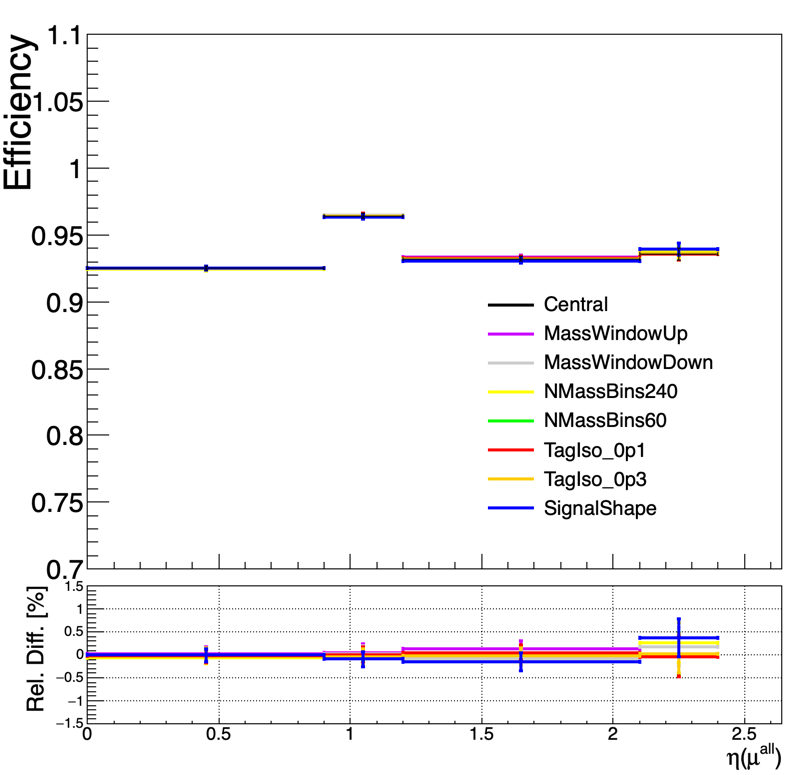 Efficiency
1.1
1.05
1
0.95
0.9
0.85
0.8
0.75
0.7
Central
MassWindowUp
MassWindowDown
NMassBins240
NMassBins60
TagIso_0p1
TagIso_0p3
SignalShape
Rel. Diff. [%]
1.5
1
0.5
0
−0.5
−1
−1.5
0 0.5 1 1.5 2 2.5
η(μ^all)